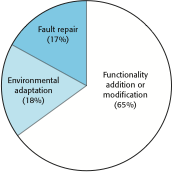 Fault repair
(17%)
Environmental
adaptation
(18%)
Functionality
addition or
modification
(65%)